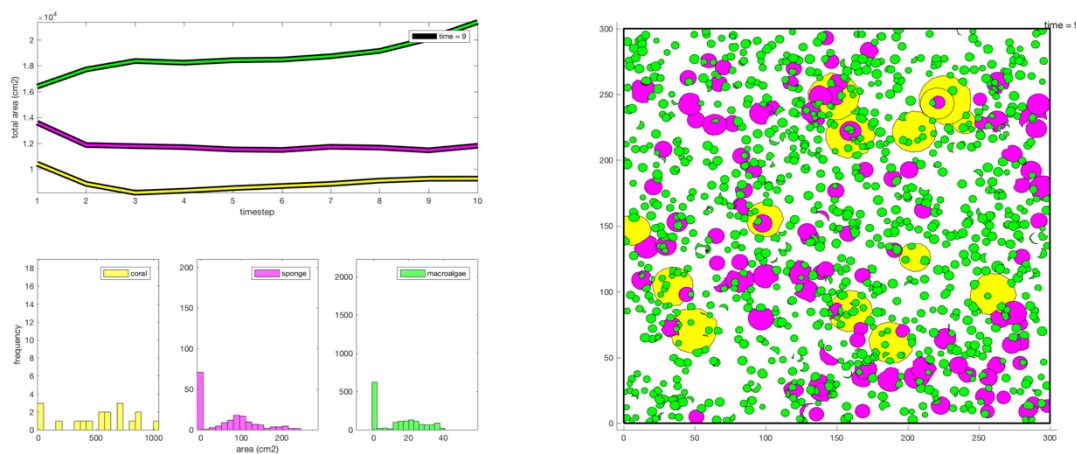 ×10⁴
time = 9
total area (cm2)
2
1.8
1.6
1.4
1.2
1
1 2 3 4 5 6 7 8 9 10
timestep
coral
frequency
18
16
14
12
10
8
6
4
2
0
0 500 1000
sponge
200
150
100
50
0
0 100 200
area (cm2)
macroalgae
2000
1500
1000
500
0
0 20 40 60
time = 9
300
250
200
150
100
50
0
0 50 100 150 200 250 300